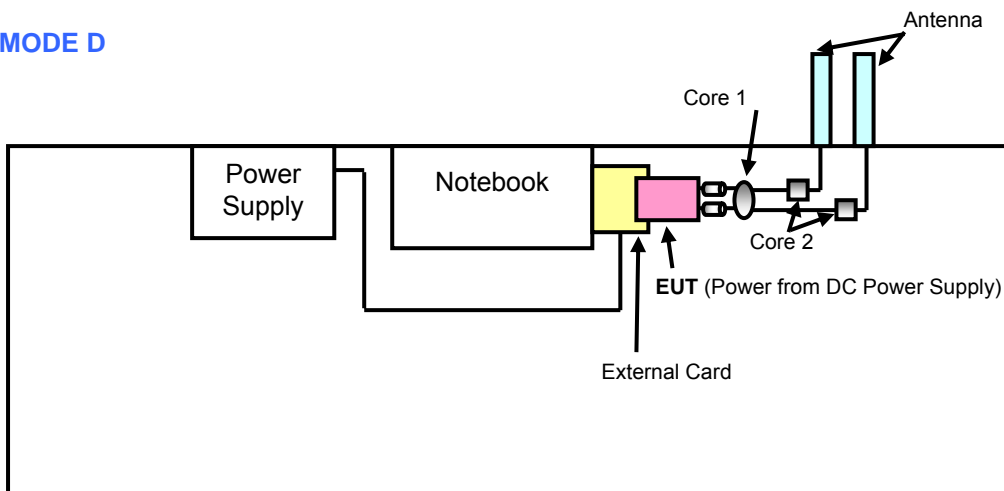 Antenna
MODE D
Core 1
Power
Supply
Notebook
Core 2
EUT (Power from DC Power Supply)
External Card